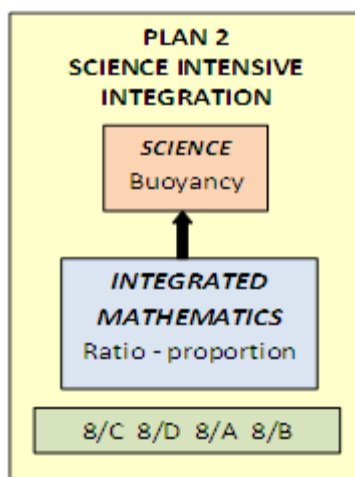 PLAN 2
SCIENCE INTENSIVE
INTEGRATION
SCIENCE
Buoyancy
INTEGRATED
MATHEMATICS
Ratio - proportion
8/C 8/D 8/A 8/B